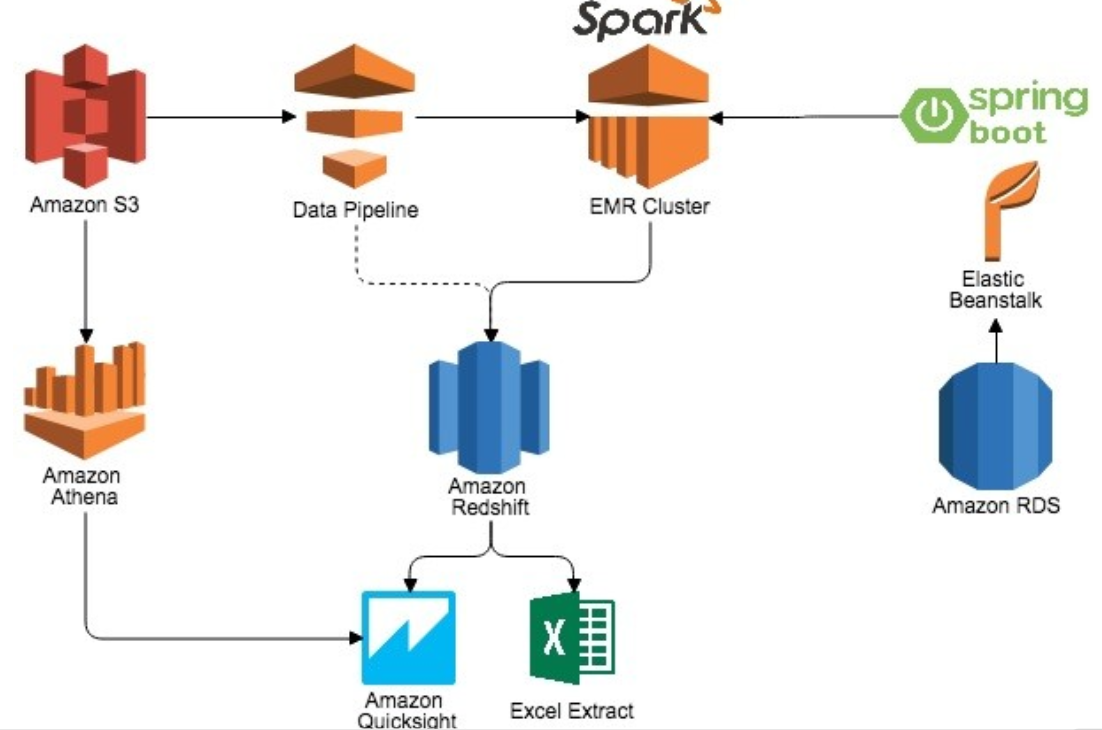 Spark
spring
boot
Amazon S3
Data Pipeline
EMR Cluster
Elastic
Beanstalk
Amazon
Athena
Amazon
Redshift
Amazon RDS
X
Amazon
Quicksight
Excel Extract